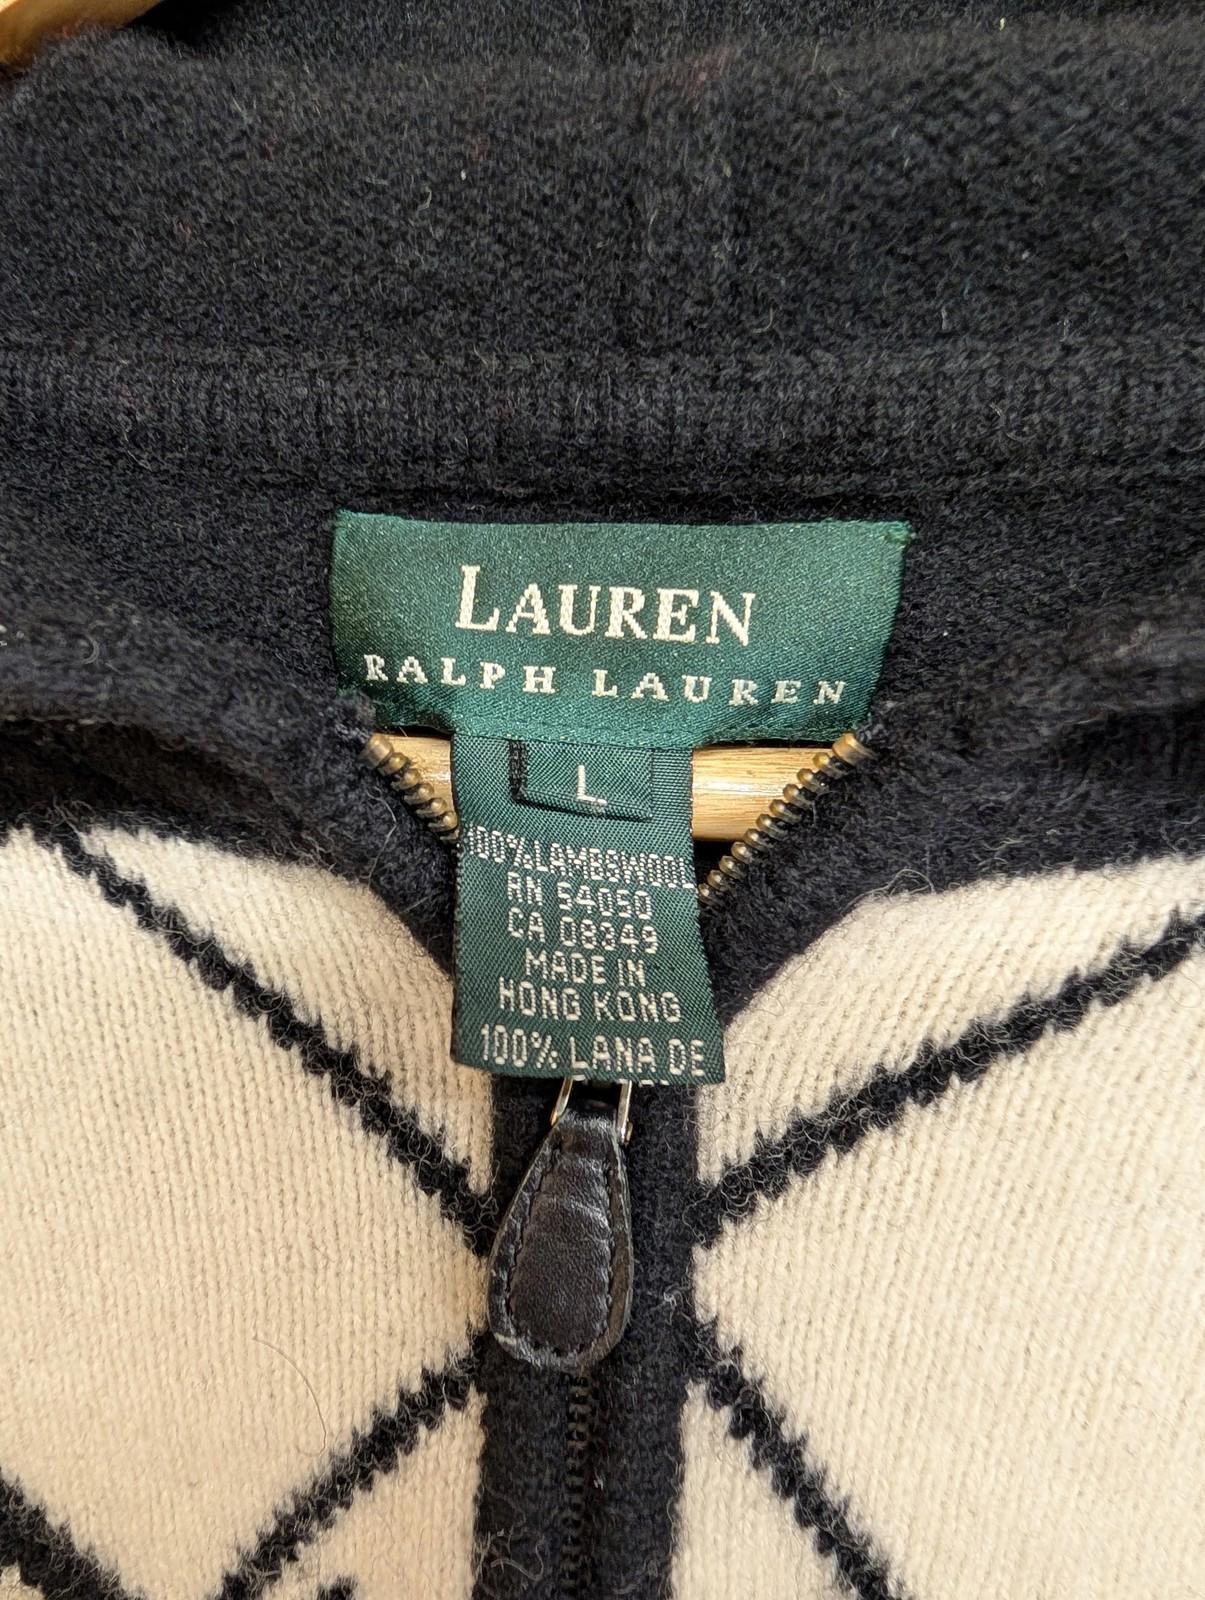 LAUREN
RALPH LAUREN
L
100% LAMBSWOOL
RN 54050
CA 08349
MADE IN
HONG KONG
100% LANA DE